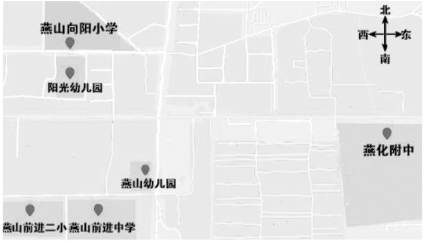 燕山向阳小学
北
西
东
南
阳光幼儿园
燕化附中
燕山幼儿园
燕山前进二小
燕山前进中学